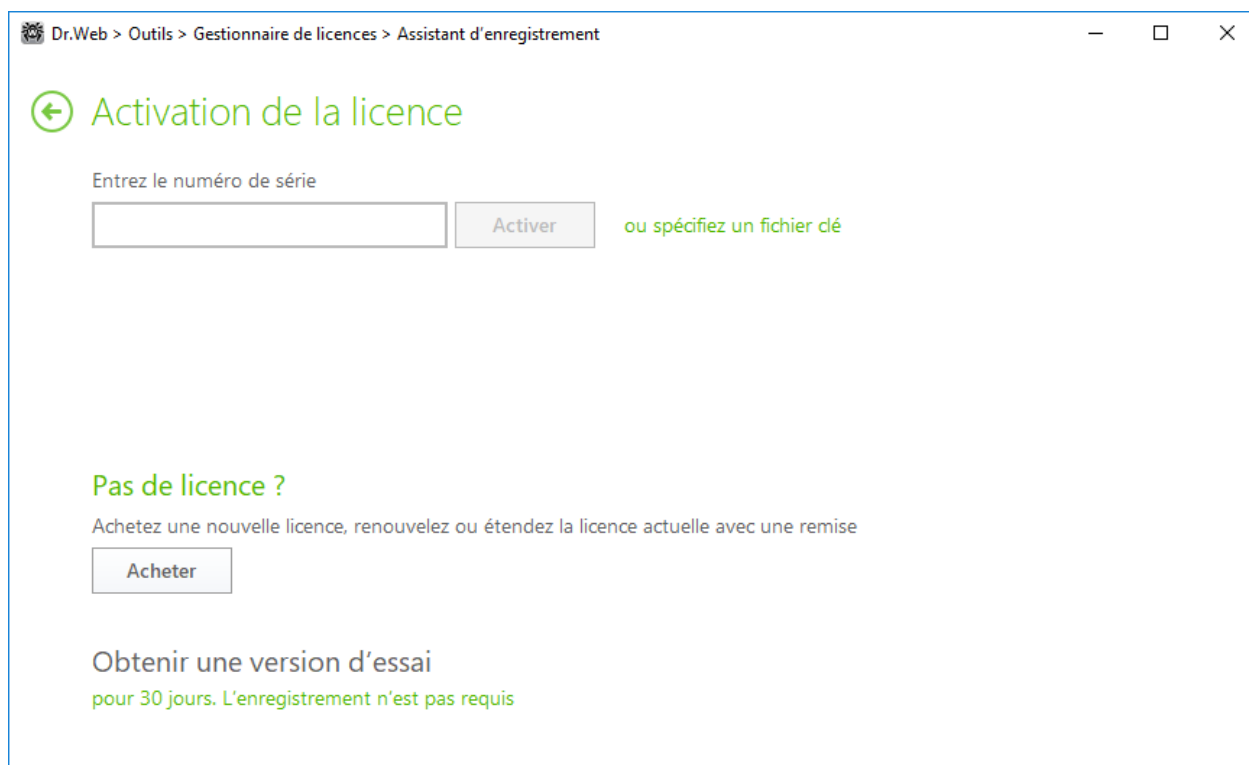 Dr.Web > Outils > Gestionnaire de licences > Assistant d'enregistrement
Activation de la licence
Entrez le numéro de série
Activer
ou spécifiez un fichier clé
Pas de licence ?
Achetez une nouvelle licence, renouvelez ou étendez la licence actuelle avec une remise
Acheter
Obtenir une version d’essai
pour 30 jours. L’enregistrement n’est pas requis